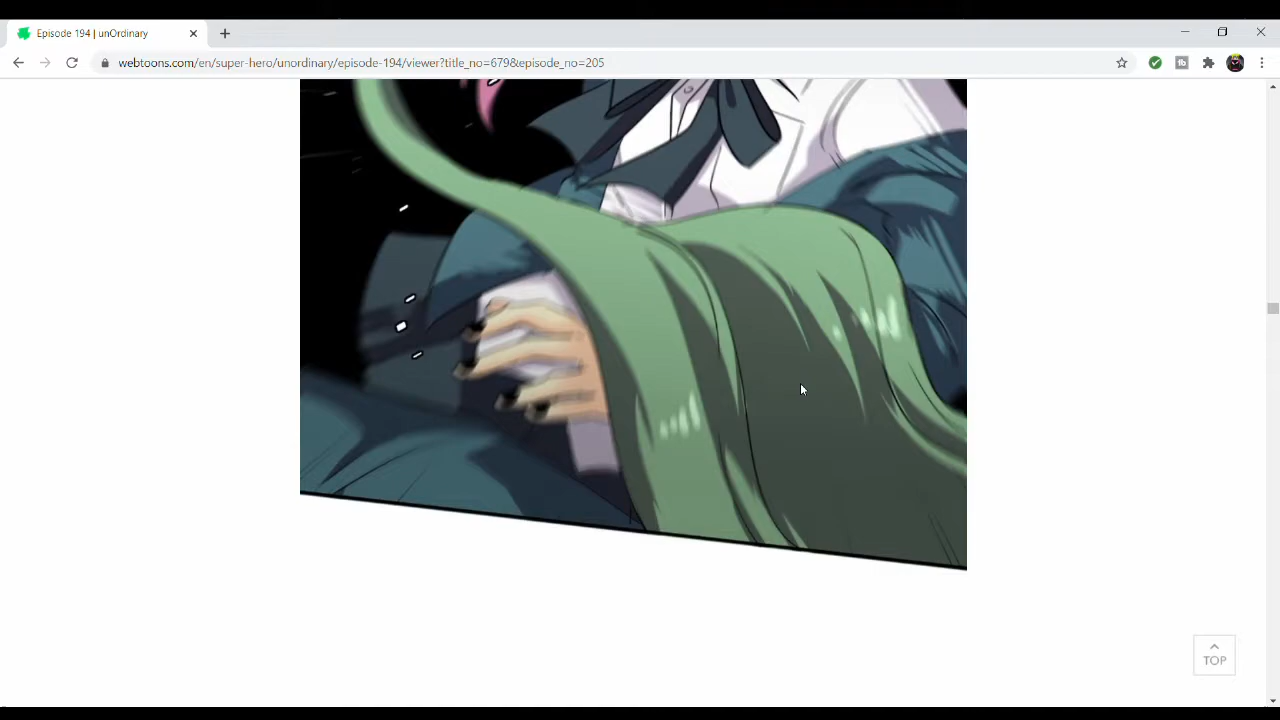 Episode 194 | unOrdinary
webtoons.com/en/super-hero/unordinary/episode-194/viewer?title_no=679&episode_no=205
TOP